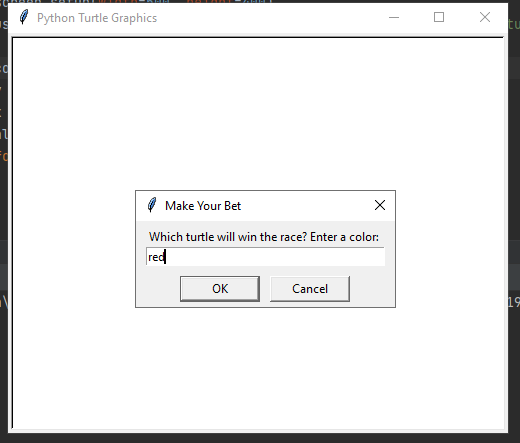 Python Turtle Graphics
Make Your Bet
Which turtle will win the race? Enter a color:
red
OK
Cancel